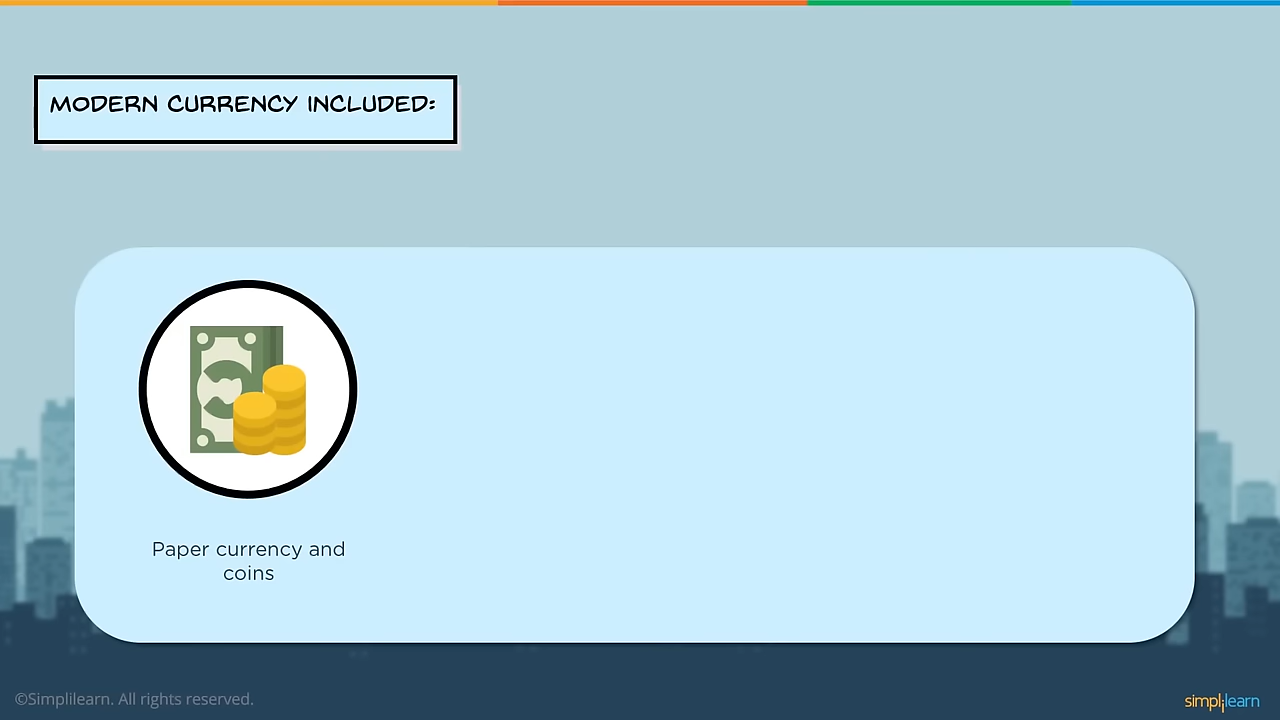 MODERN CURRENCY INCLUDED:
Paper currency and
coins
©Simplilearn. All rights reserved.
simplilearn